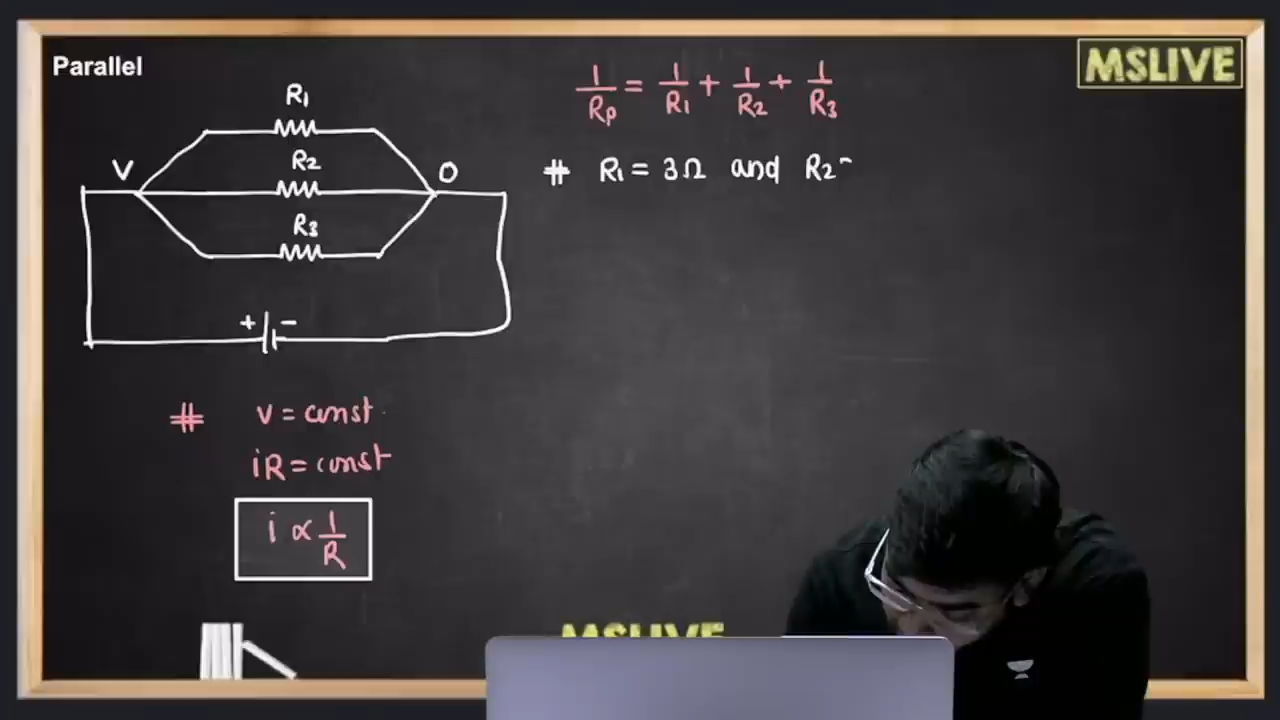 Parallel
MSLIVE
R1
R2
R3
V
O
+ -
1/Rp = 1/R1 + 1/R2 + 1/R3
# R1 = 3Ω and R2 -
# V = const
iR = const
i ∝ 1/R
MSLIVE